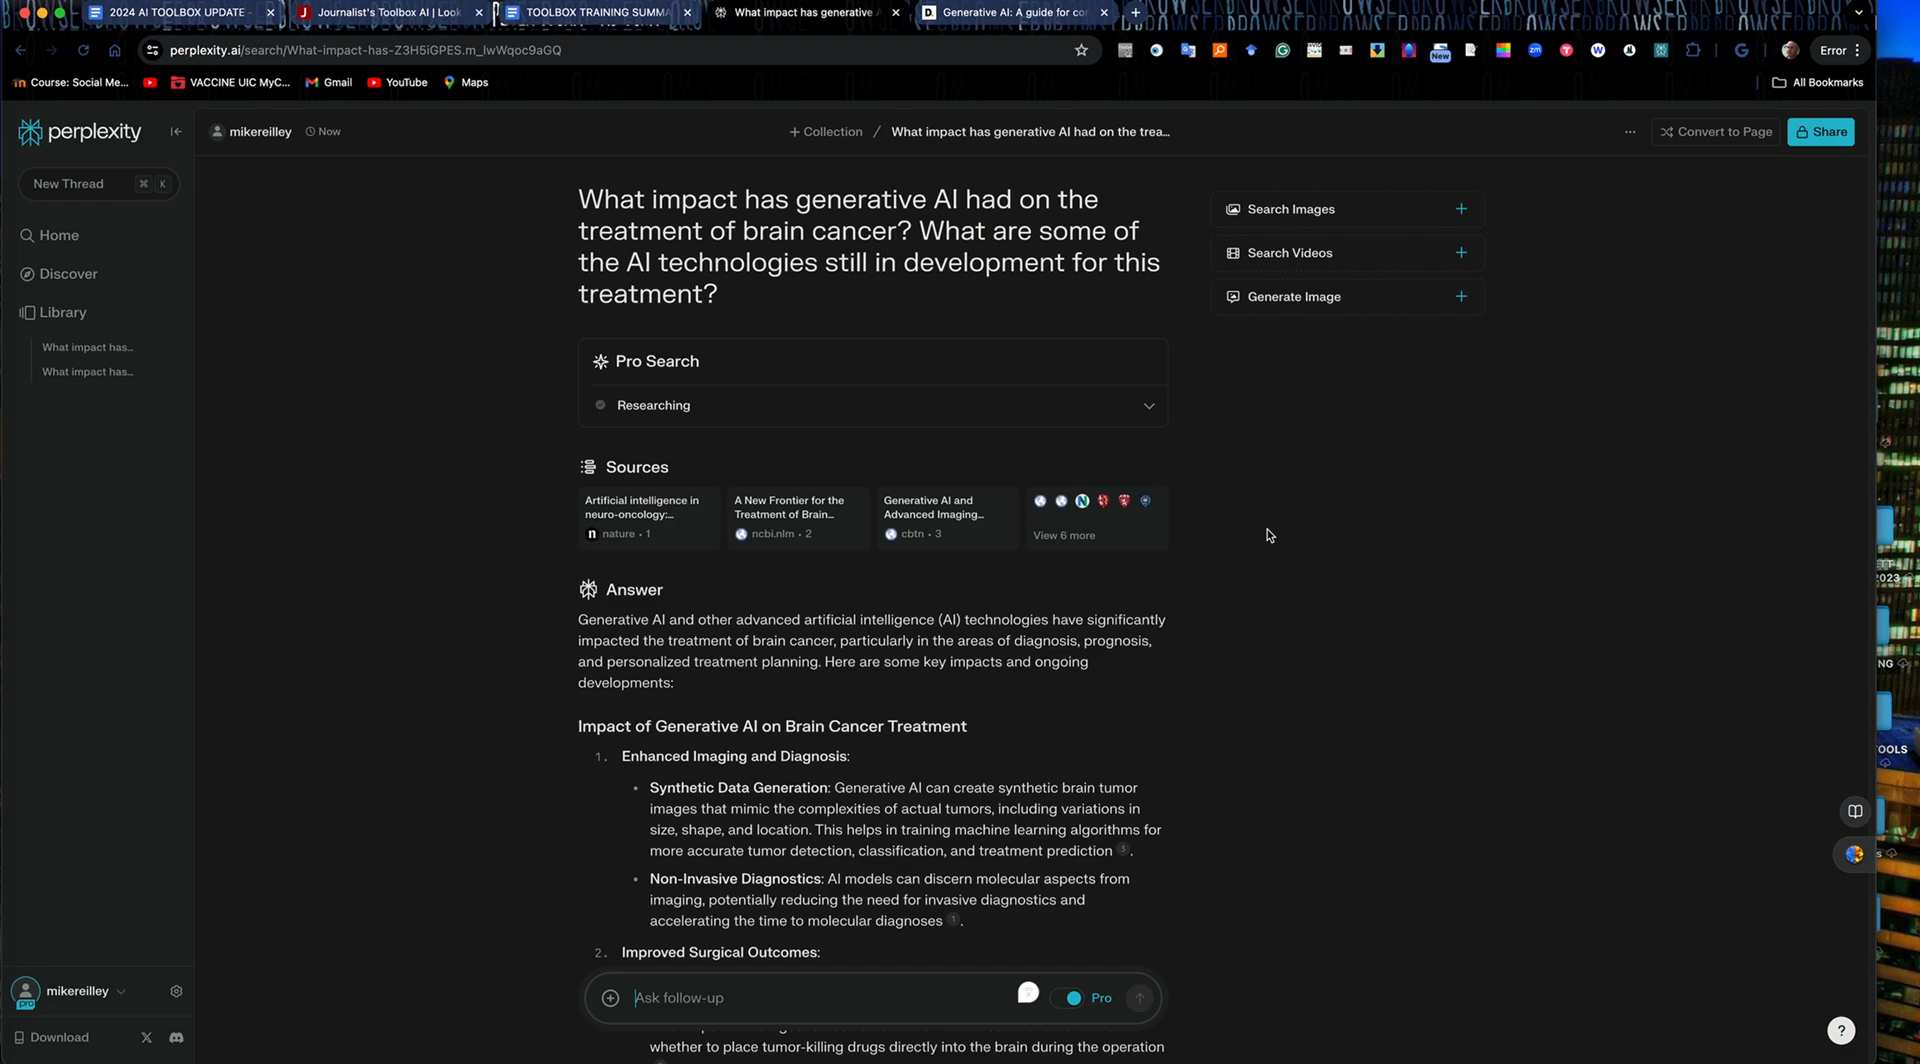 2024 AI TOOLBOX UPDATE -
Journalist's Toolbox AI | Look
TOOLBOX TRAINING SUMMA
What impact has generative A
Generative AI: A guide for co
perplexity.ai/search/What-impact-has-Z3H5iGPES.m_lwWqoc9aGQ
New
Error
Course: Social Me...
VACCINE UIC MyC...
Gmail
YouTube
Maps
All Bookmarks
perplexity
mikereilley
Now
+ Collection / What impact has generative AI had on the trea...
Convert to Page
Share
New Thread ⌘ K
Home
Discover
Library
What impact has...
What impact has...
What impact has generative AI had on the
treatment of brain cancer? What are some of
the AI technologies still in development for this
treatment?
Search Images +
Search Videos +
Generate Image +
Pro Search
Researching
Sources
Artificial intelligence in
neuro-oncology:...
nature • 1
A New Frontier for the
Treatment of Brain...
ncbi.nlm • 2
Generative AI and
Advanced Imaging...
cbtn • 3
View 6 more
Answer
Generative AI and other advanced artificial intelligence (AI) technologies have significantly
impacted the treatment of brain cancer, particularly in the areas of diagnosis, prognosis,
and personalized treatment planning. Here are some key impacts and ongoing
developments:
Impact of Generative AI on Brain Cancer Treatment
1. Enhanced Imaging and Diagnosis:
• Synthetic Data Generation: Generative AI can create synthetic brain tumor
images that mimic the complexities of actual tumors, including variations in
size, shape, and location. This helps in training machine learning algorithms for
more accurate tumor detection, classification, and treatment prediction 3 .
• Non-Invasive Diagnostics: AI models can discern molecular aspects from
imaging, potentially reducing the need for invasive diagnostics and
accelerating the time to molecular diagnoses 1 .
2. Improved Surgical Outcomes:
Ask follow-up
Pro
whether to place tumor-killing drugs directly into the brain during the operation
mikereilley
pro
Download
?
2023
NG
OOLS
s